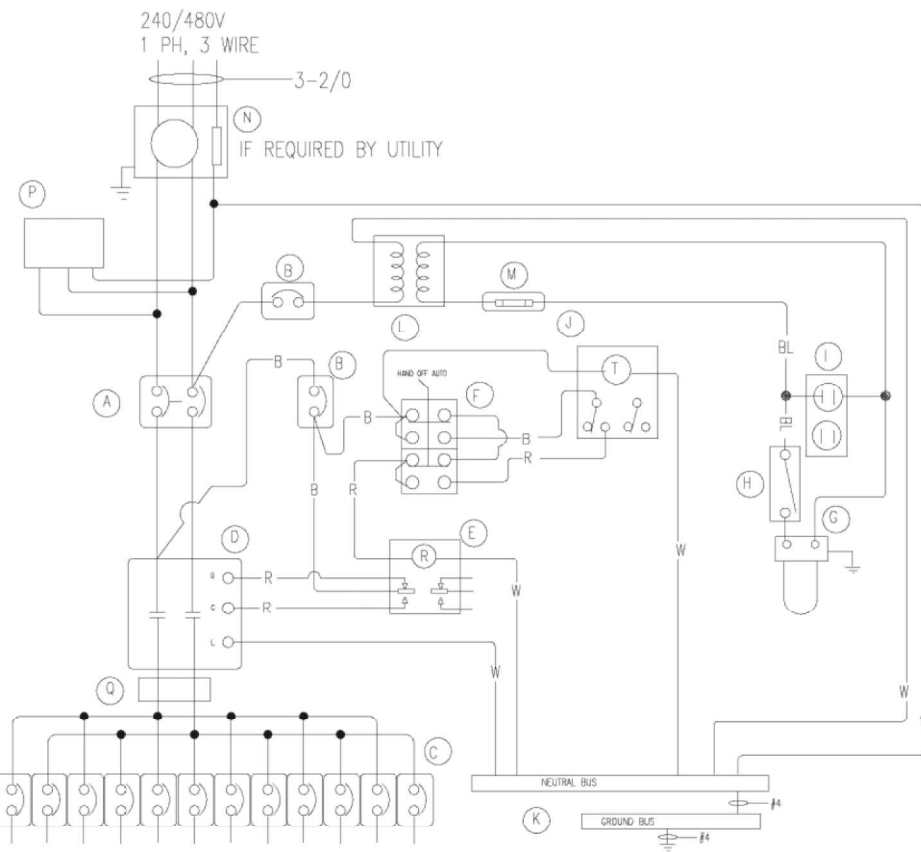 240/480V
1 PH, 3 WIRE
3-2/0
N
IF REQUIRED BY UTILITY
P
B
M
L
J
T
BL
I
A
B
B
HAND OFF AUTO
F
B
B
R
BL
H
G
B
R
D
E
R
W
B
R
C
R
W
L
W
W
Q
C
NEUTRAL BUS
#4
K
GROUND BUS
#4